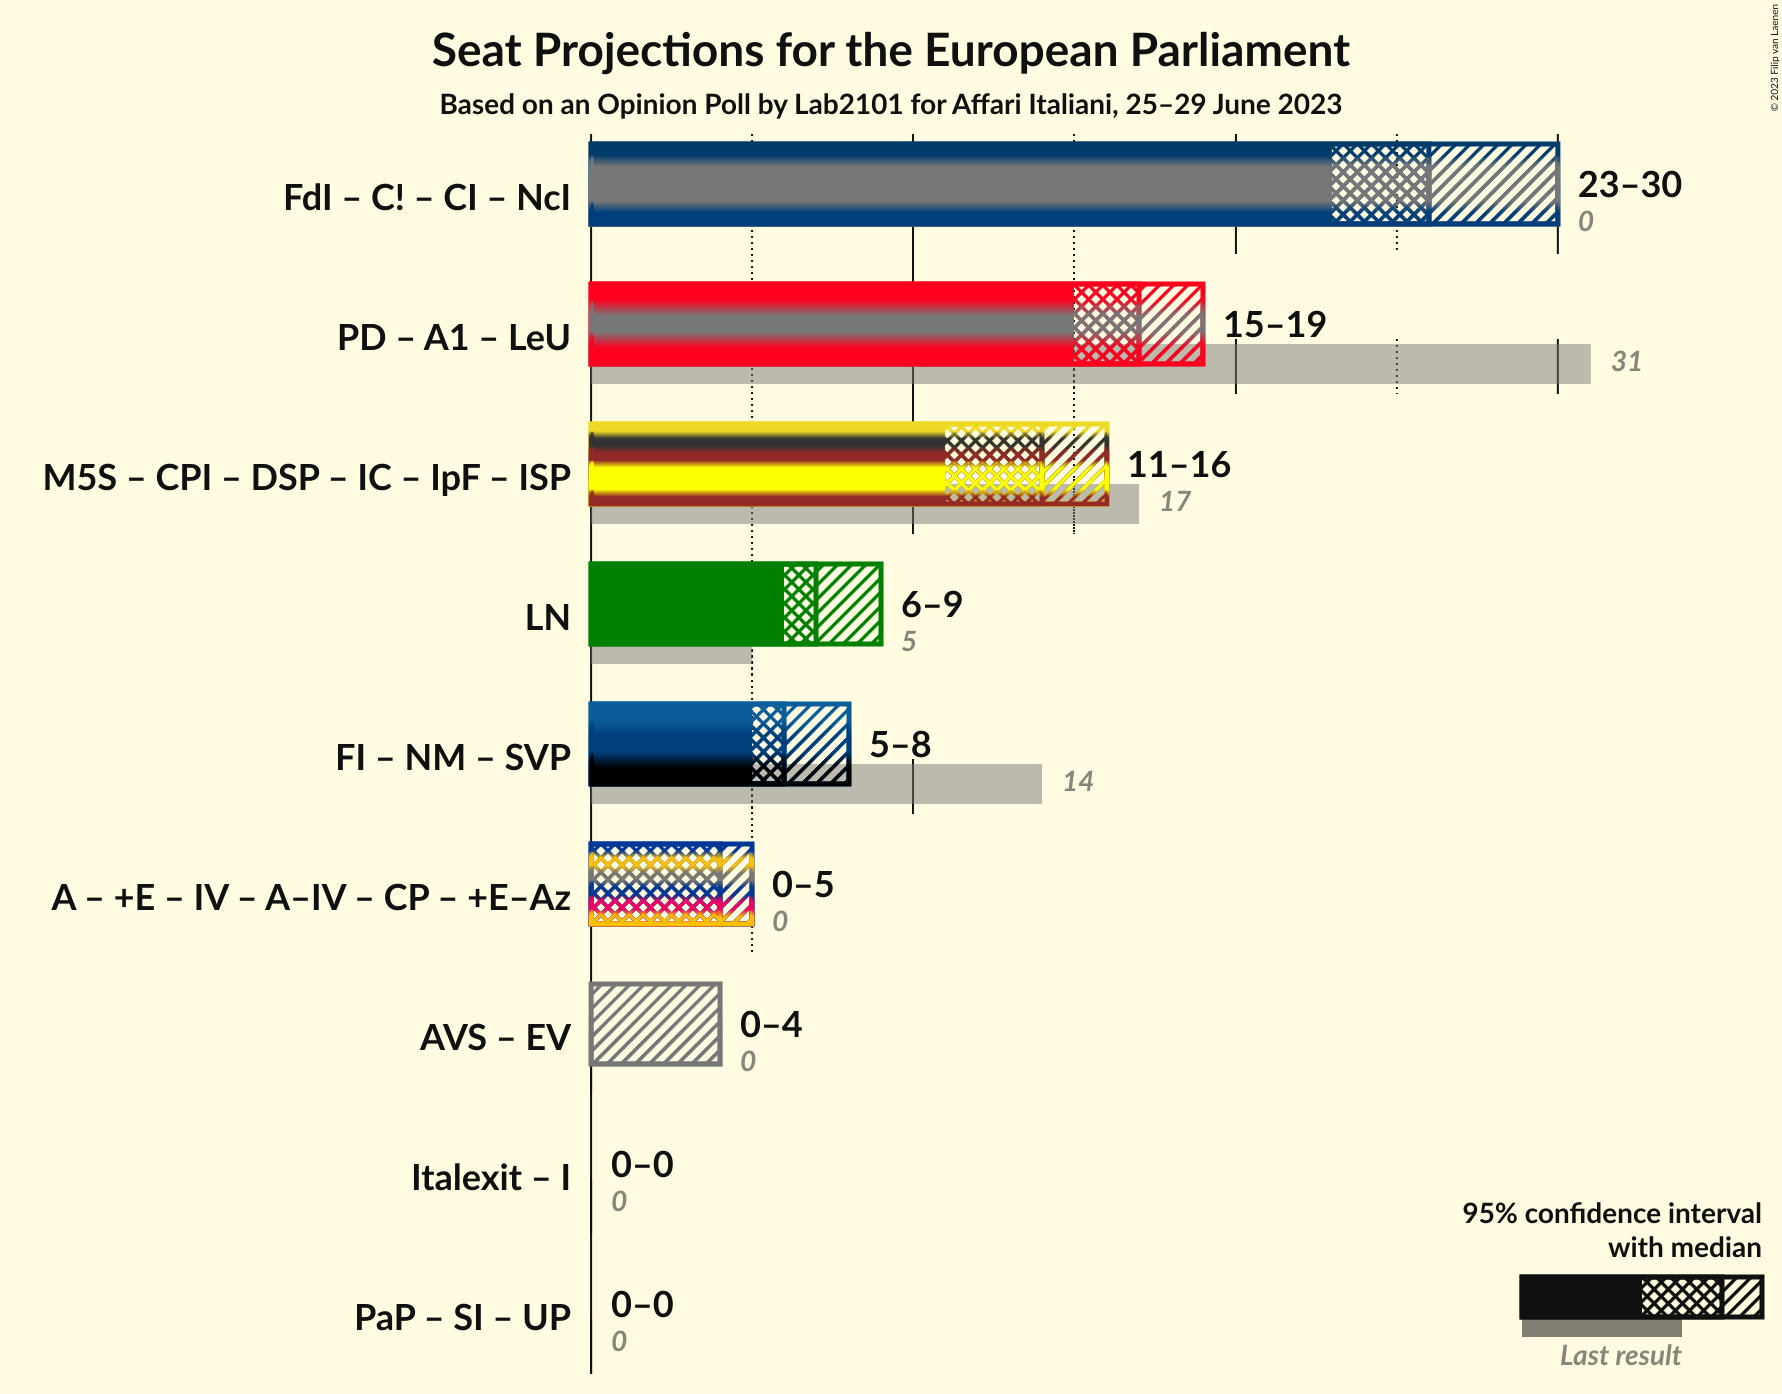 Seat Projections for the European Parliament
Based on an Opinion Poll by Lab2101 for Affari Italiani, 25–29 June 2023
© 2023 Filip van Laenen
FdI – C! – CI – NcI
23–30
0
PD – A1 – LeU
15–19
31
M5S – CPI – DSP – IC – IpF – ISP
11–16
17
LN
6–9
5
FI – NM – SVP
5–8
14
A – +E – IV – A–IV – CP – +E–Az
0–5
0
AVS – EV
0–4
0
Italexit – I
0–0
0
PaP – SI – UP
0–0
0
95% confidence interval
with median
Last result